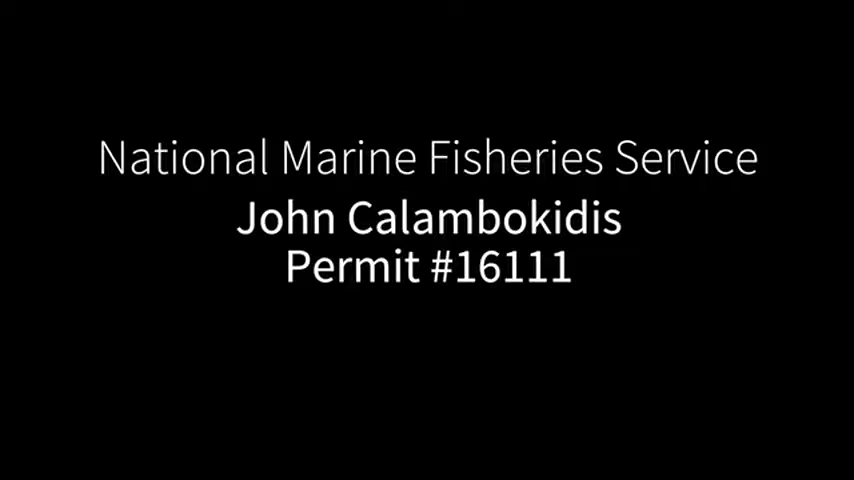 National Marine Fisheries Service
John Calambokidis
Permit #16111